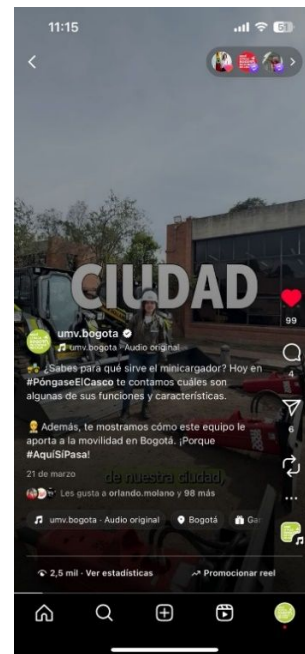 11:15
51
CIUDAD
umv.bogota
umv.bogota · Audio original
99
¿Sabes para qué sirve el minicargador? Hoy en
#PóngaseElCasco te contamos cuáles son
algunas de sus funciones y características.
4
Además, te mostramos cómo este equipo le
aporta a la movilidad en Bogotá. ¡Porque
#AquíSíPasa!
6
21 de marzo
de nuestra ciudad,
Les gusta a orlando.molano y 98 más
umv.bogota · Audio original
Bogotá
Ga
2,5 mil · Ver estadísticas
Promocionar reel